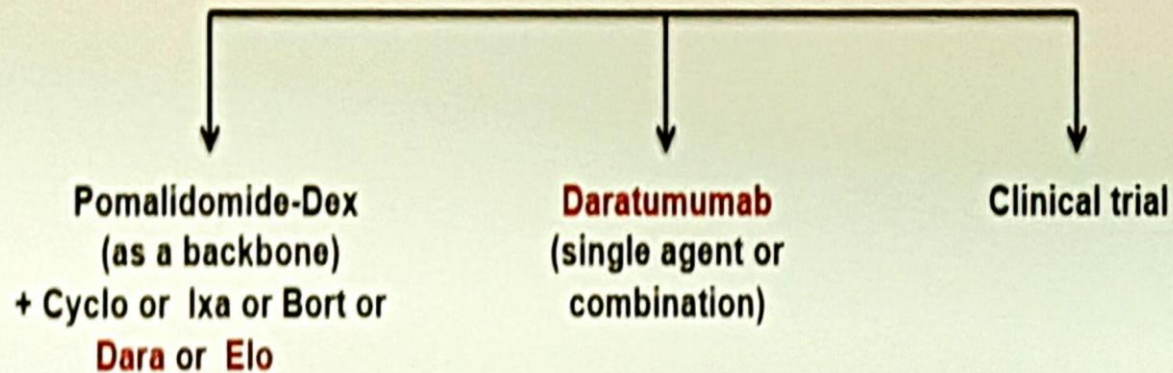 Pomalidomide-Dex
(as a backbone)
+ Cyclo or Ixa or Bort or
Dara or Elo
Daratumumab
(single agent or
combination)
Clinical trial